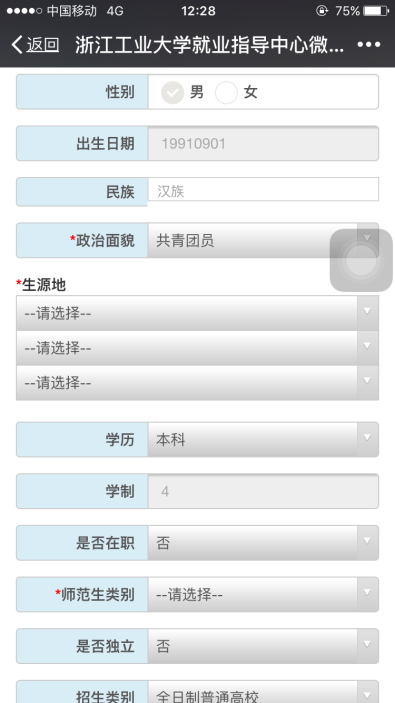 中国移动 4G 12:28 75%
返回 浙江工业大学就业指导中心微...
性别 男 女
出生日期 19910901
民族 汉族
*政治面貌 共青团员
*生源地
--请选择--
--请选择--
--请选择--
学历 本科
学制 4
是否在职 否
*师范生类别 --请选择--
是否独立 否
招生类别 全日制普通高校